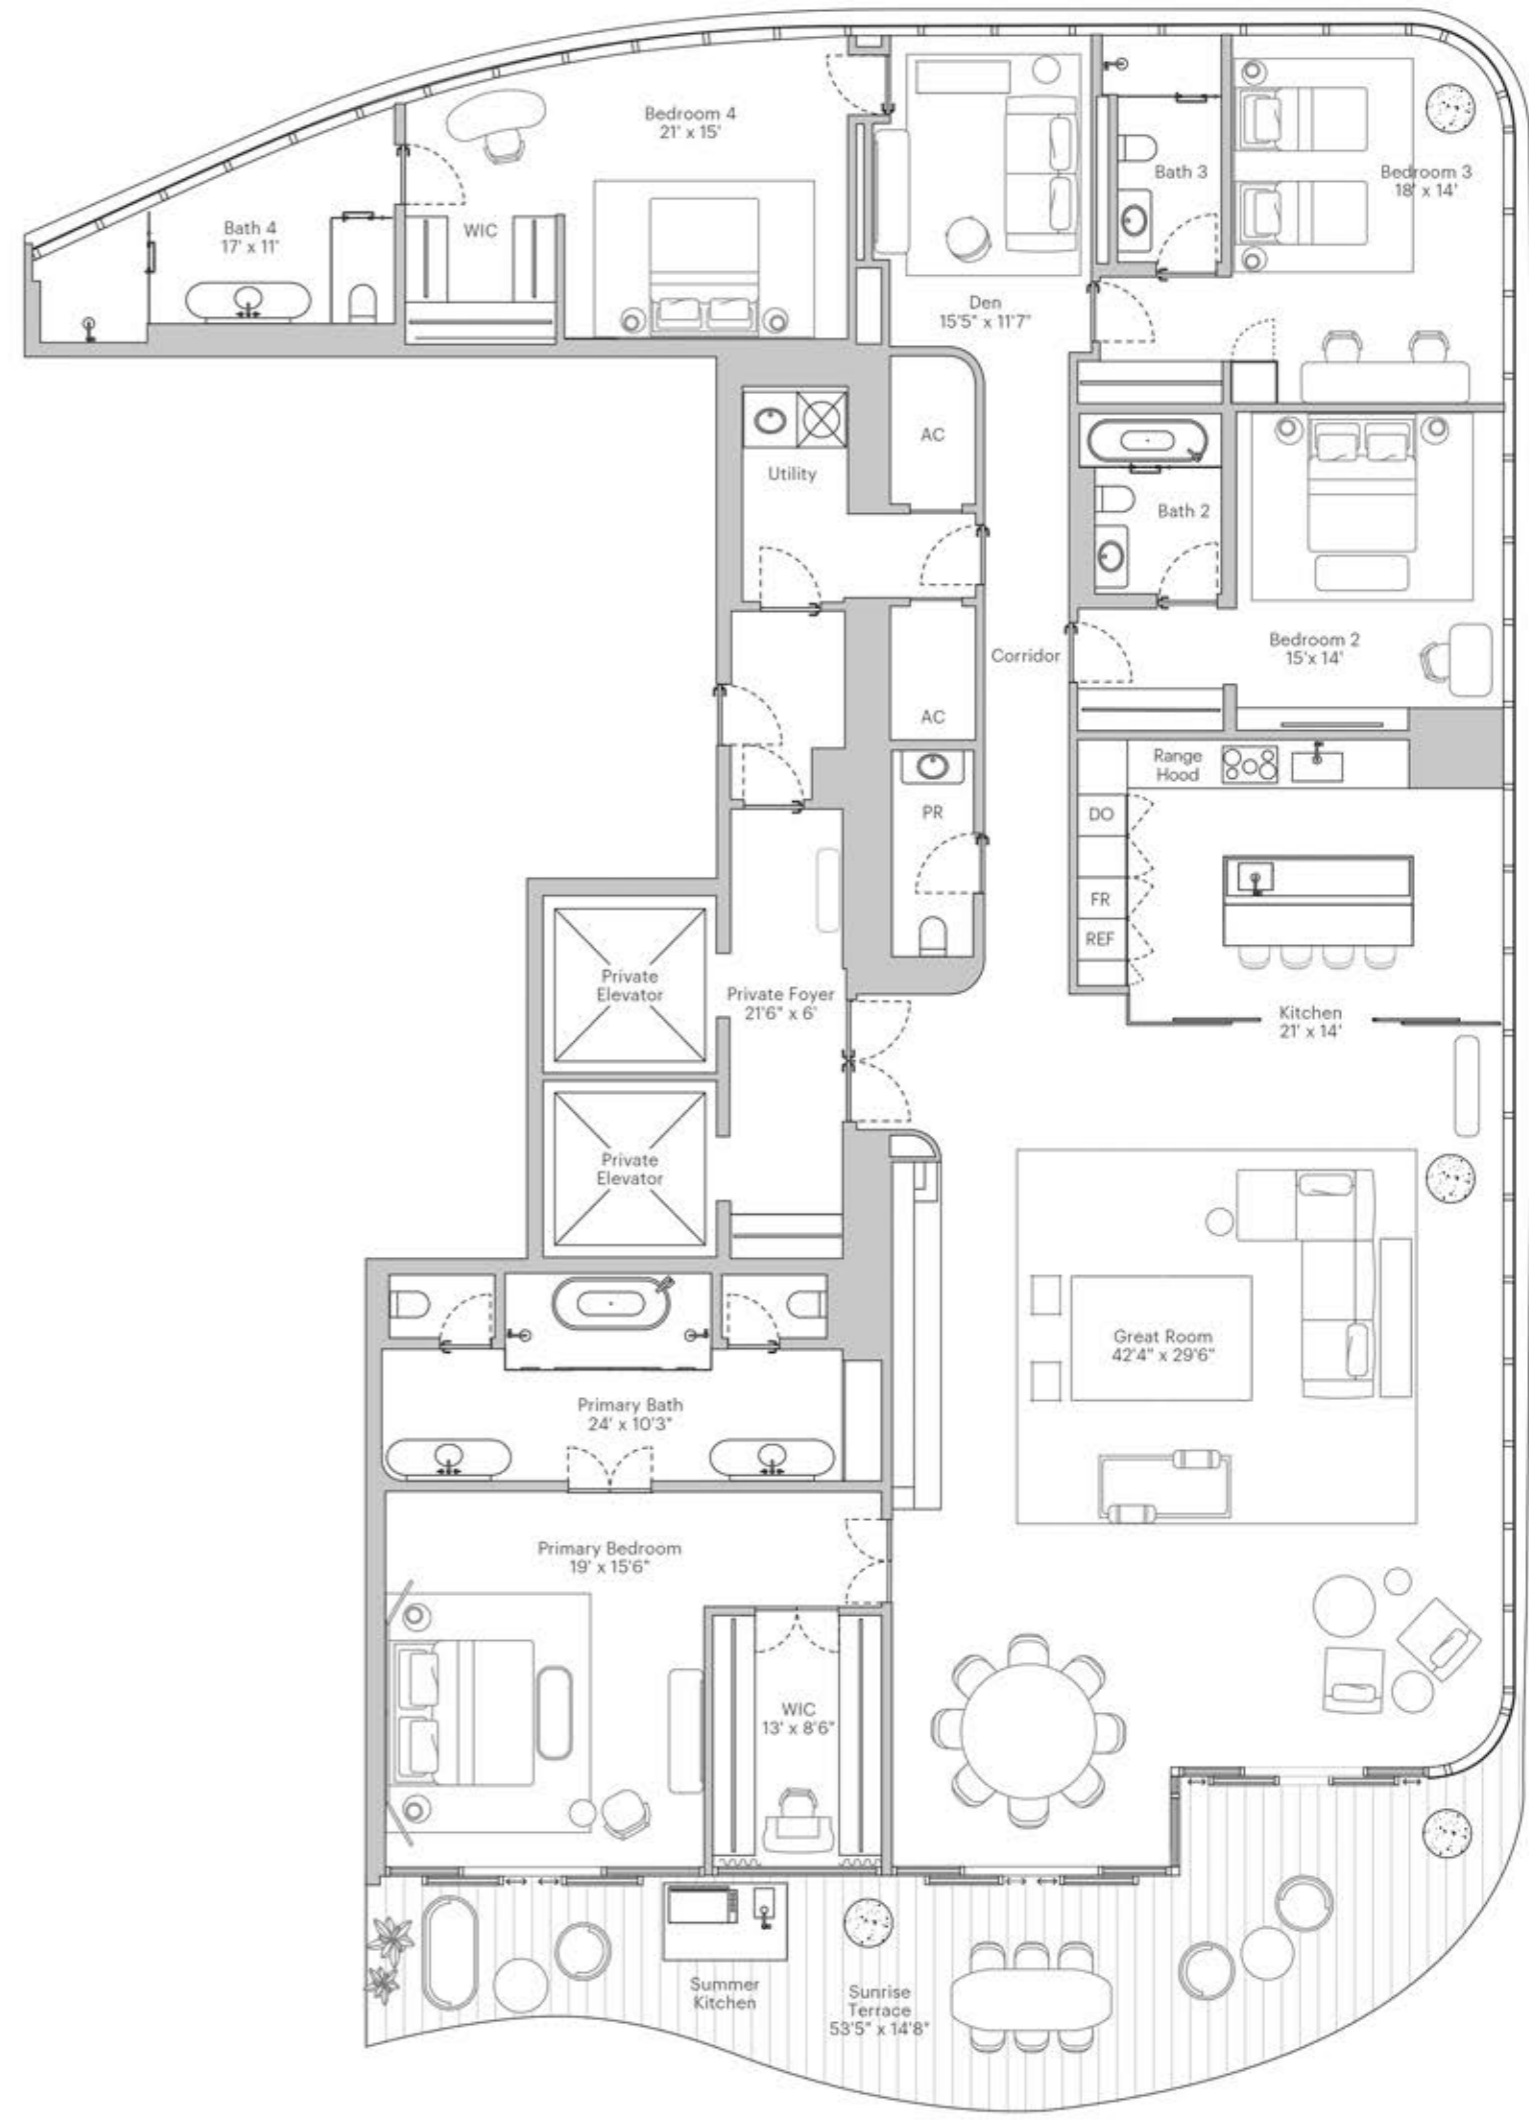 Bedroom 4
21' x 15'
Bath 3
Bedroom 3
18' x 14'
Bath 4
17' x 11'
WIC
Den
15'5" x 11'7"
AC
Utility
Bath 2
Corridor
Bedroom 2
15'x 14'
AC
Range
Hood
PR
DO
FR
REF
Private
Elevator
Private Foyer
21'6" x 6'
Kitchen
21' x 14'
Private
Elevator
Great Room
42'4" x 29'6"
Primary Bath
24' x 10'3"
Primary Bedroom
19' x 15'6"
WIC
13' x 8'6"
Summer
Kitchen
Sunrise
Terrace
53'5" x 14'8"